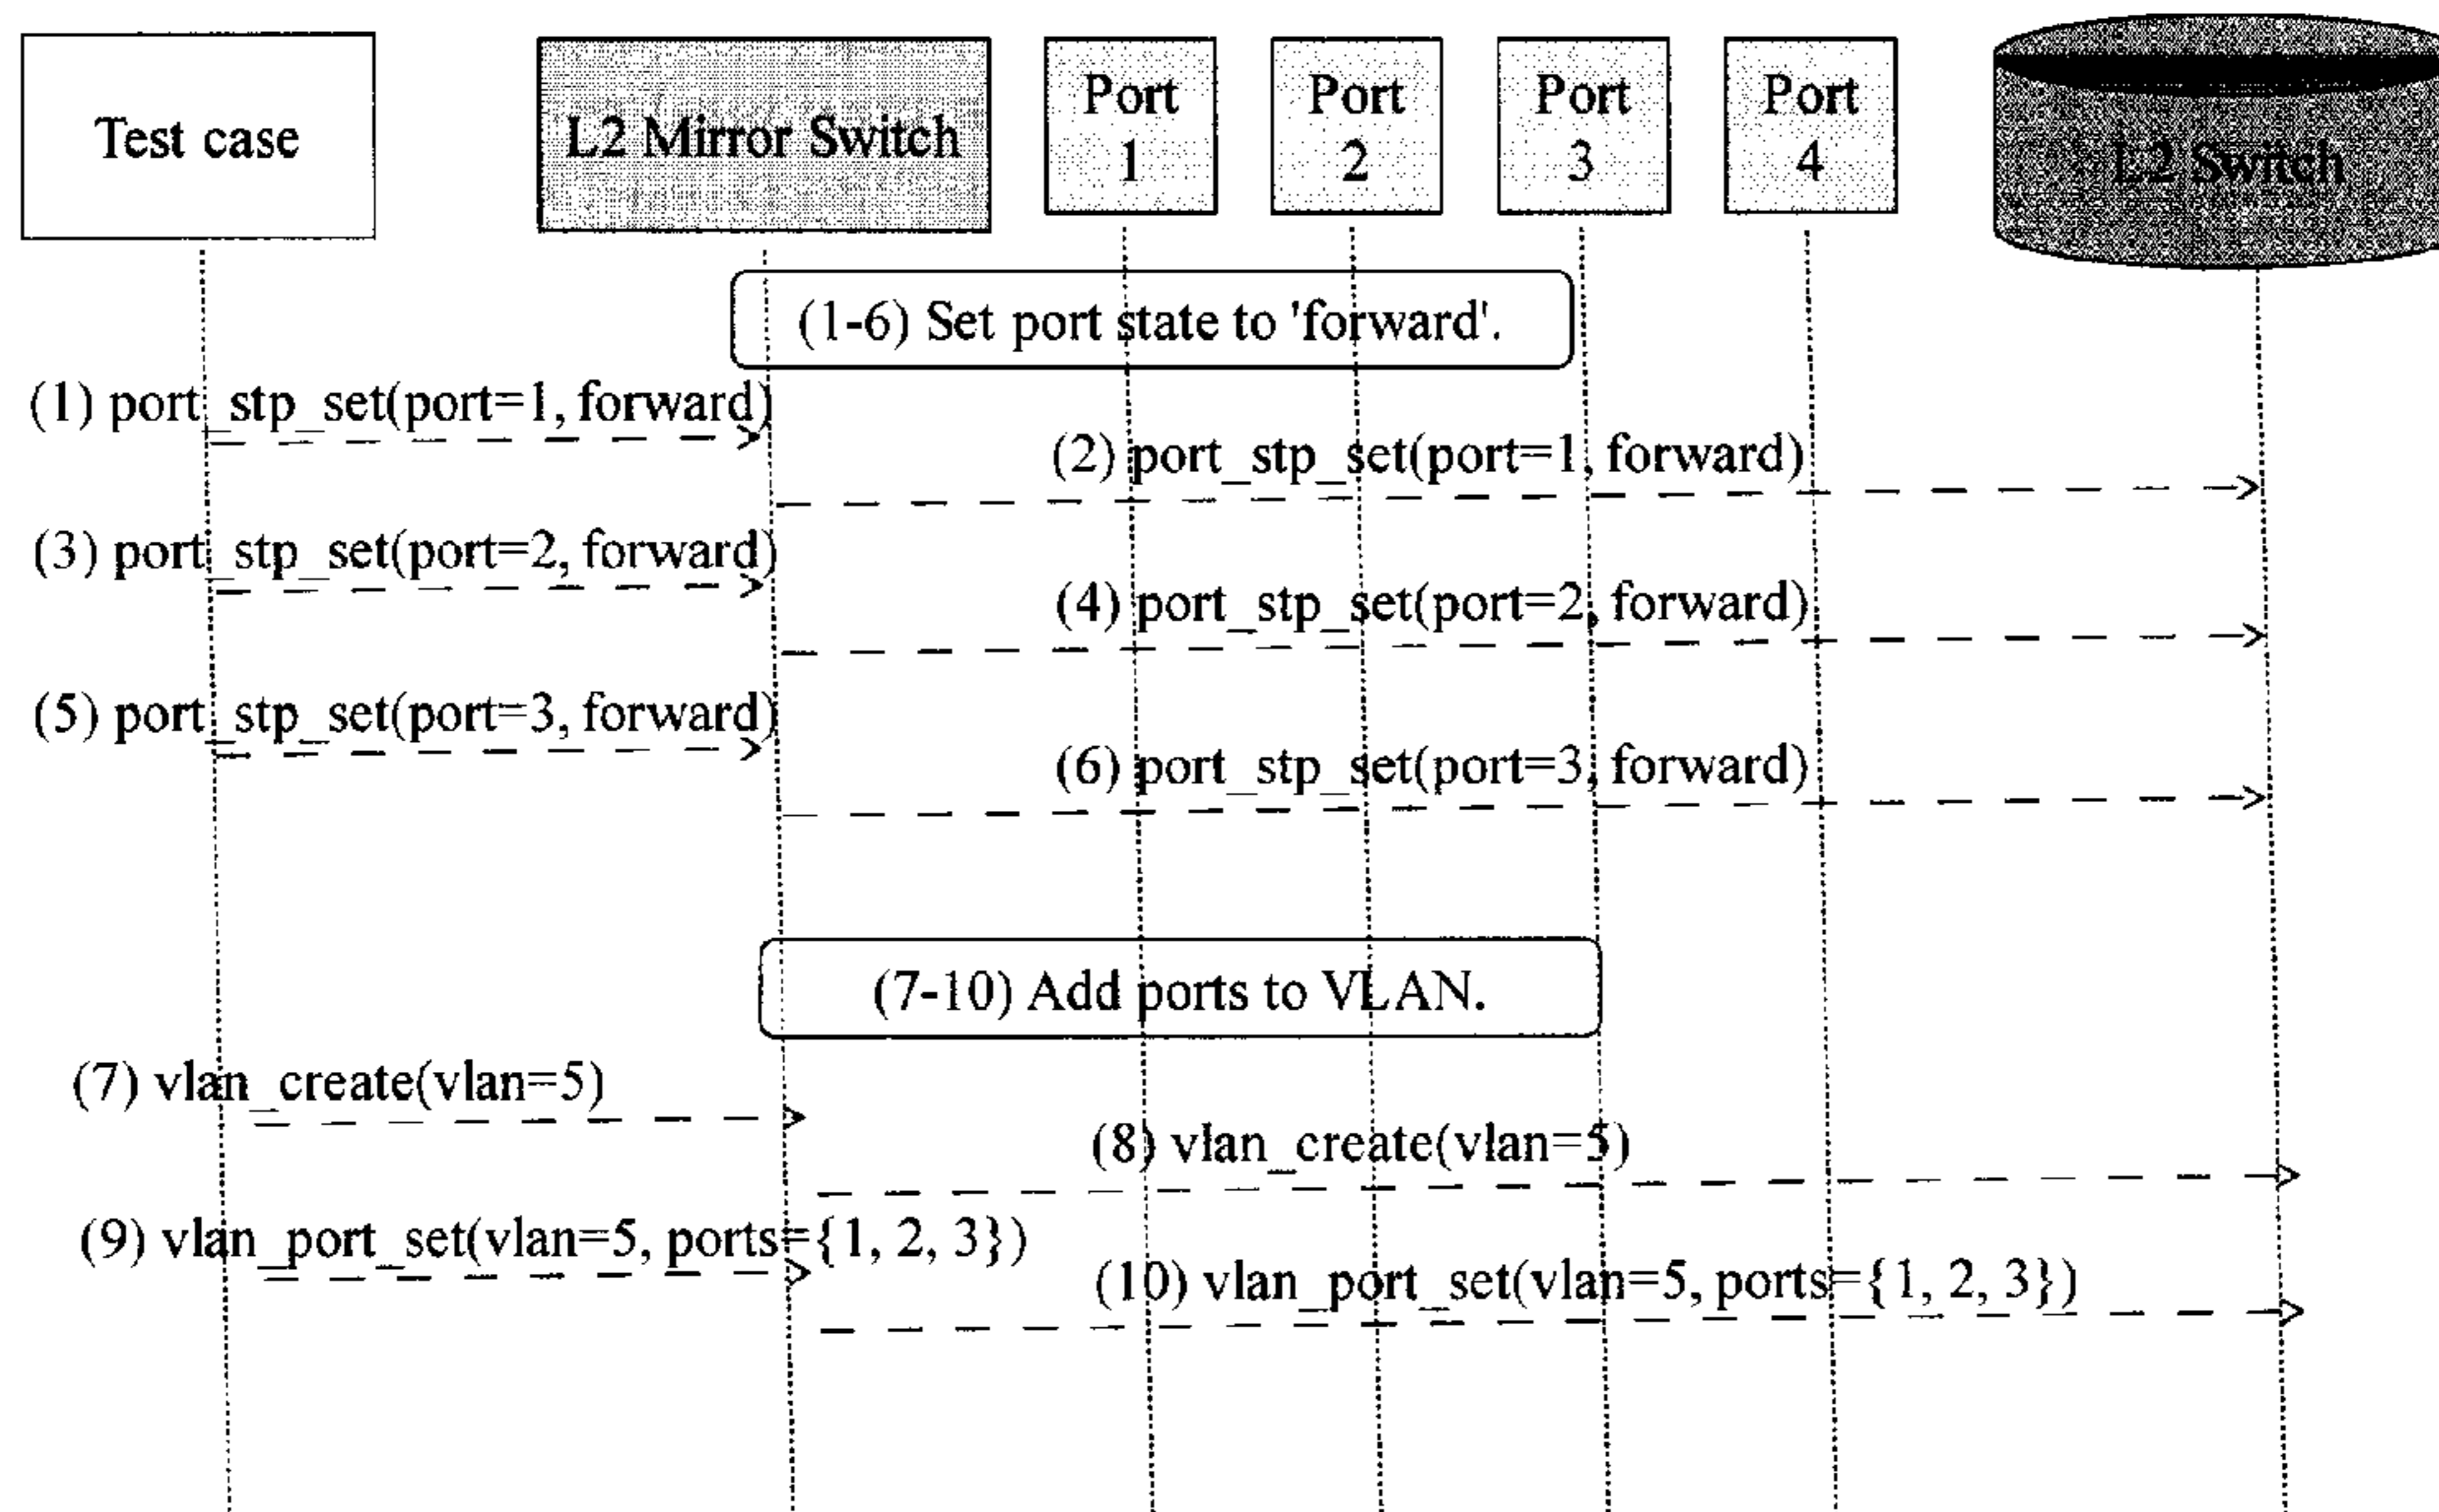 Test case
L2 Mirror Switch
Port
1
Port
2
Port
3
Port
4
L2 Switch
(1-6) Set port state to 'forward'.
(1) port_stp_set(port=1, forward)
(2) port_stp_set(port=1, forward)
(3) port_stp_set(port=2, forward)
(4) port_stp_set(port=2, forward)
(5) port_stp_set(port=3, forward)
(6) port_stp_set(port=3, forward)
(7-10) Add ports to VLAN.
(7) vlan_create(vlan=5)
(8) vlan_create(vlan=5)
(9) vlan_port_set(vlan=5, ports={1, 2, 3})
(10) vlan_port_set(vlan=5, ports={1, 2, 3})